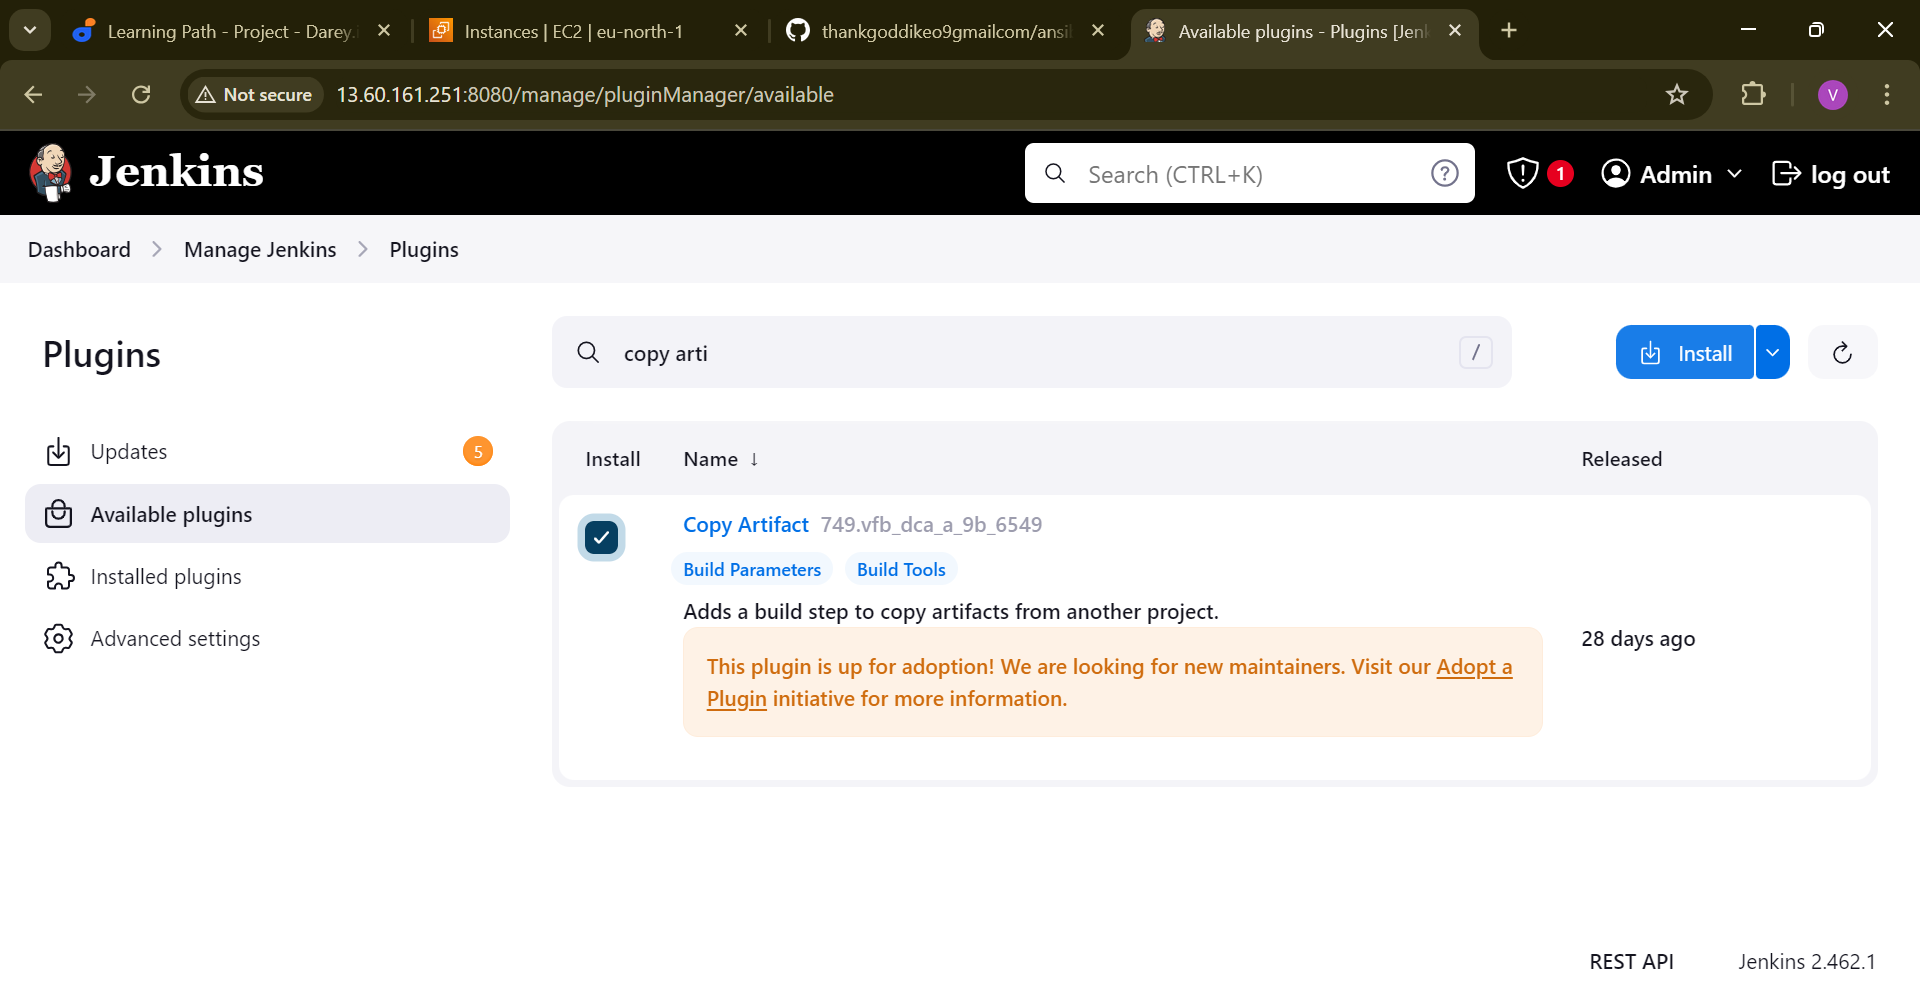 Learning Path - Project - Darey.i
Instances | EC2 | eu-north-1
thankgoddikeo9gmailcom/ansil
Available plugins - Plugins [Jenk
Not secure
13.60.161.251:8080/manage/pluginManager/available
V
Jenkins
Search (CTRL+K)
?
1
Admin
log out
Dashboard
Manage Jenkins
Plugins
Plugins
copy arti
/
Install
Updates
5
Available plugins
Installed plugins
Advanced settings
Install
Name ↓
Released
Copy Artifact 749.vfb_dca_a_9b_6549
Build Parameters
Build Tools
Adds a build step to copy artifacts from another project.
This plugin is up for adoption! We are looking for new maintainers. Visit our Adopt a
Plugin initiative for more information.
28 days ago
REST API
Jenkins 2.462.1